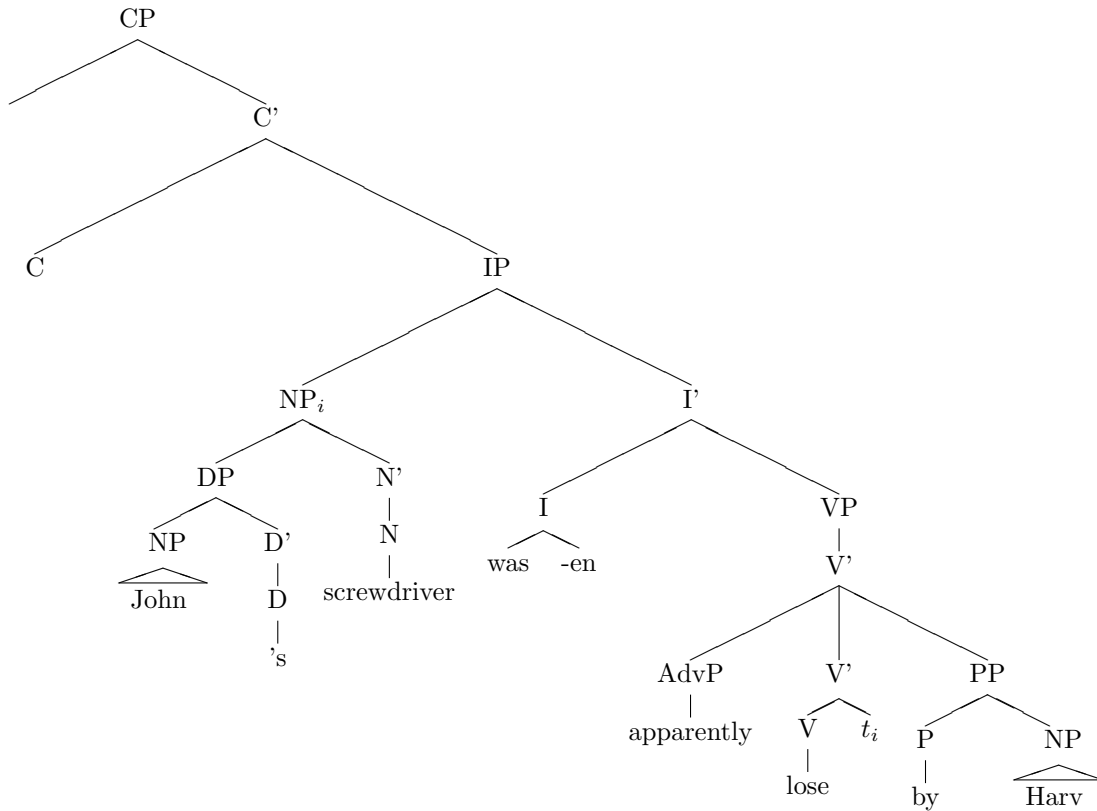 CP
C'
C IP
NP_i I'
DP N' I VP
NP D' N was -en V'
John D screwdriver
's AdvP V' PP
apparently V t_i P NP
lose by Harv